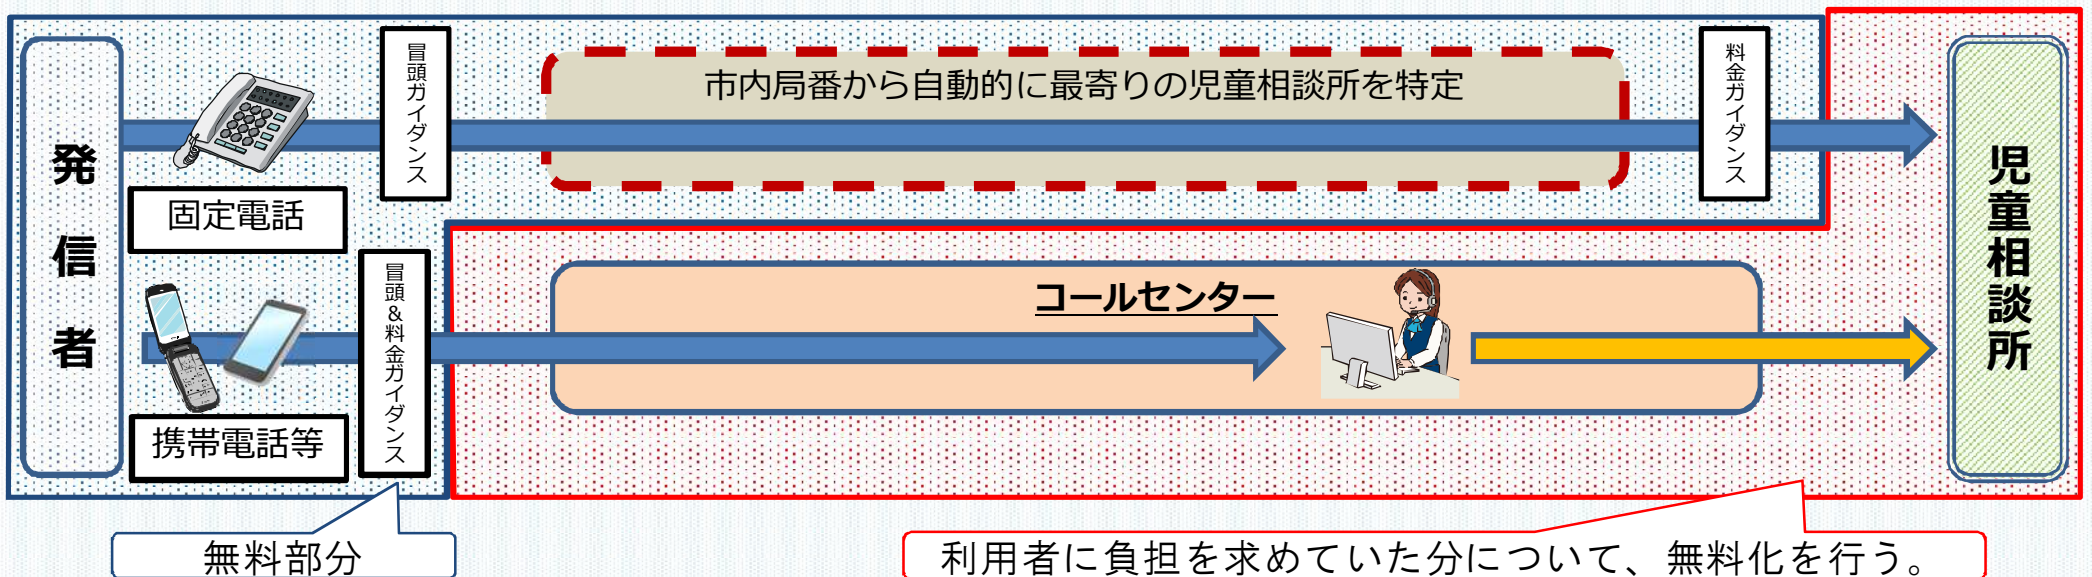 発信者
冒頭ガイダンス
市内局番から自動的に最寄りの児童相談所を特定
料金ガイダンス
児童相談所
固定電話
冒頭&料金ガイダンス
コールセンター
携帯電話等
無料部分
利用者に負担を求めていた分について、無料化を行う。